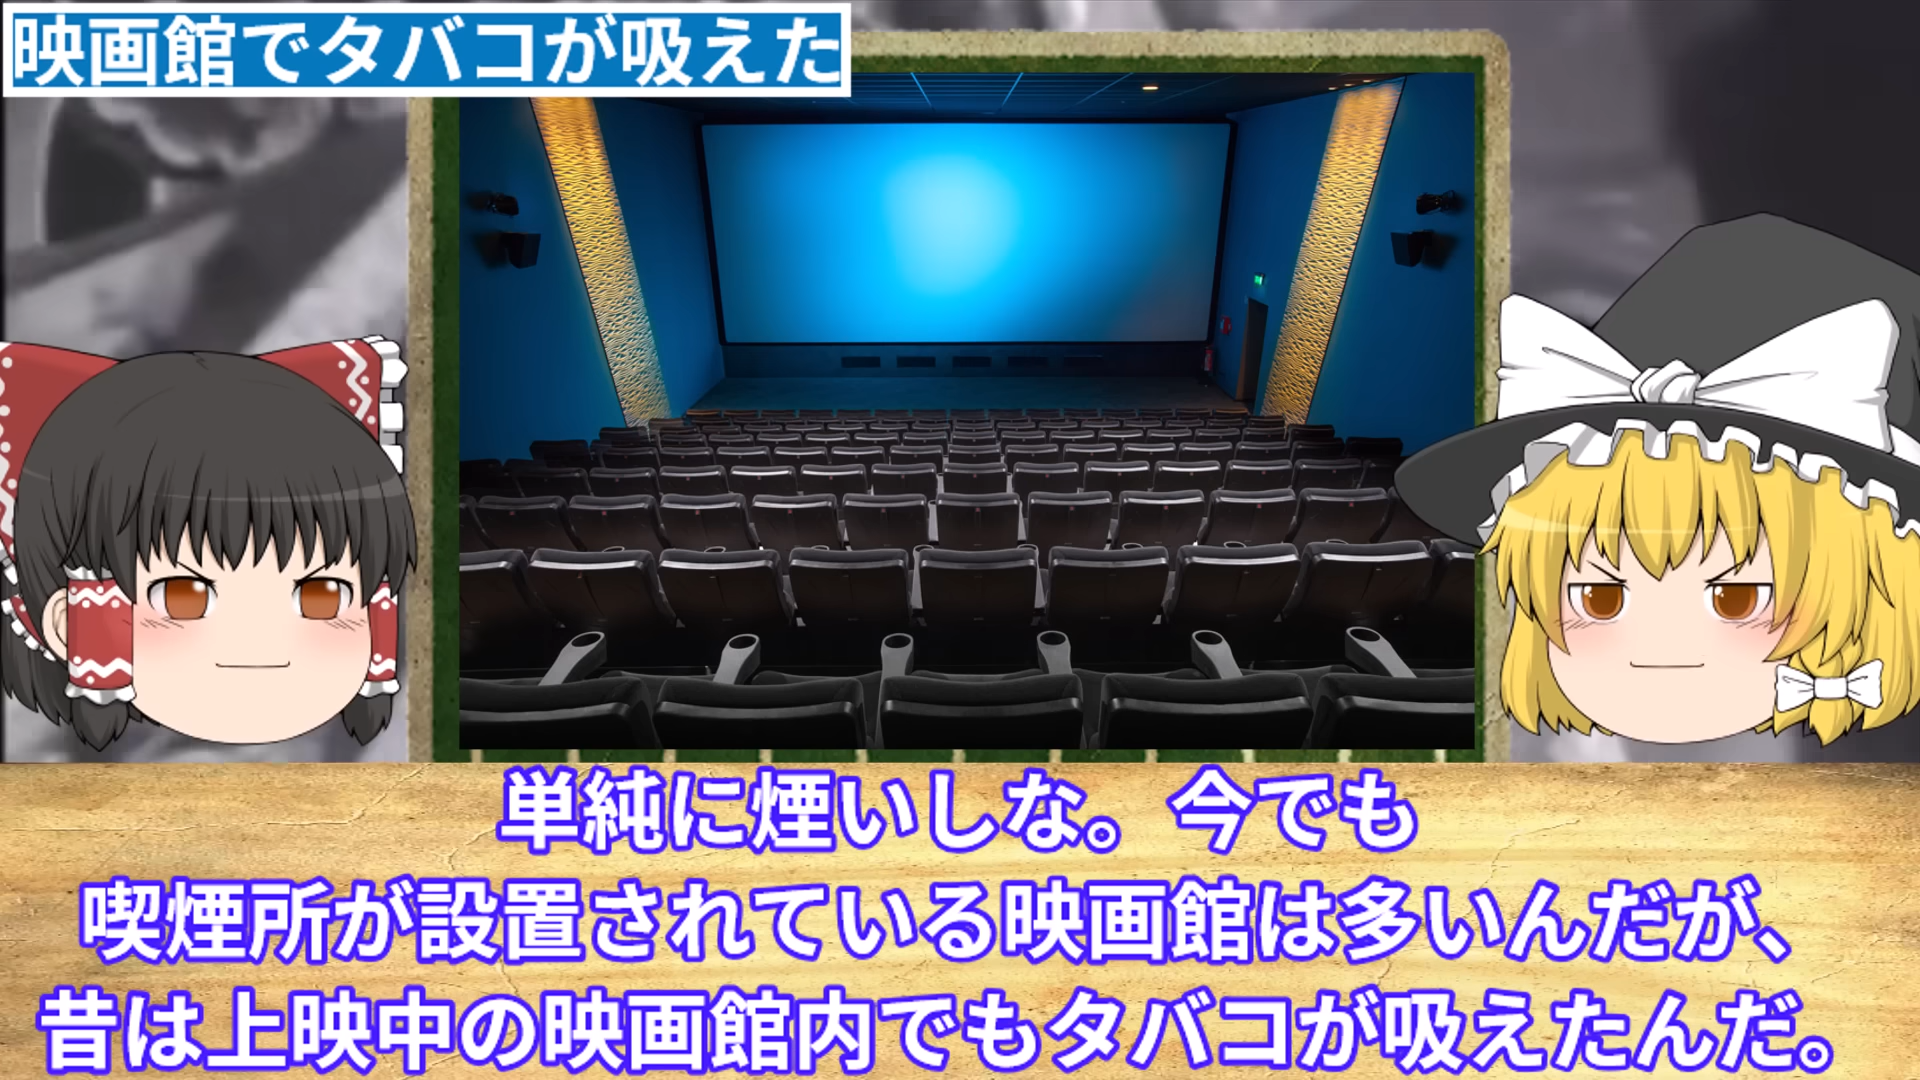 映画館でタバコが吸えた
単純に煙いしな。今でも
喫煙所が設置されている映画館は多いんだが、
昔は上映中の映画館内でもタバコが吸えたんだ。